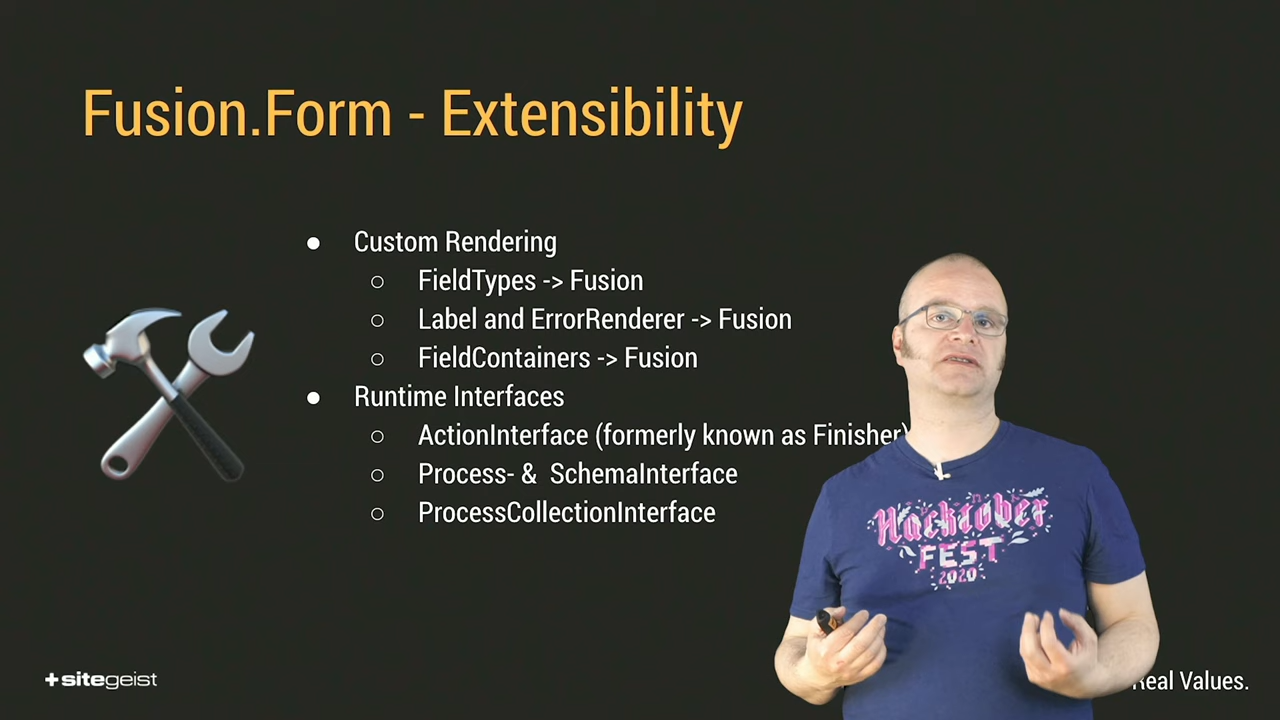 Fusion.Form - Extensibility
● Custom Rendering
○ FieldTypes -> Fusion
○ Label and ErrorRenderer -> Fusion
○ FieldContainers -> Fusion
● Runtime Interfaces
○ ActionInterface (formerly known as Finisher)
○ Process- & SchemaInterface
○ ProcessCollectionInterface
Hacktober
FEST
2020
+sitegeist
Real Values.